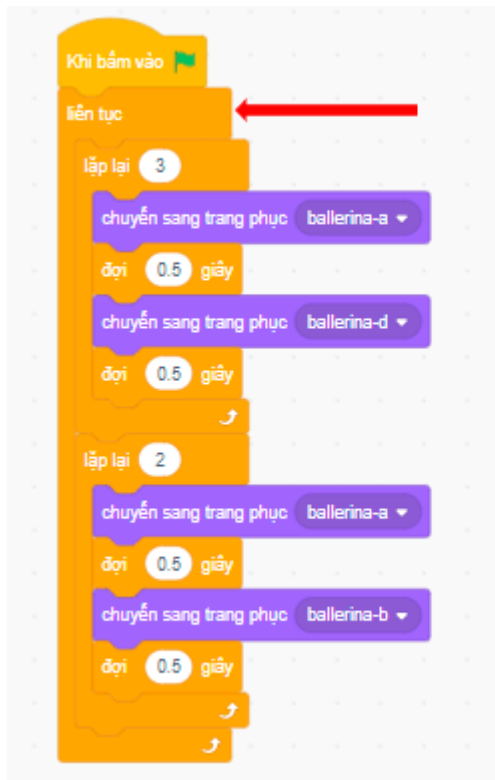 Khi bấm vào
liên tục
lặp lại 3
chuyển sang trang phục ballerina-a
đợi 0.5 giây
chuyển sang trang phục ballerina-d
đợi 0.5 giây
lặp lại 2
chuyển sang trang phục ballerina-a
đợi 0.5 giây
chuyển sang trang phục ballerina-b
đợi 0.5 giây